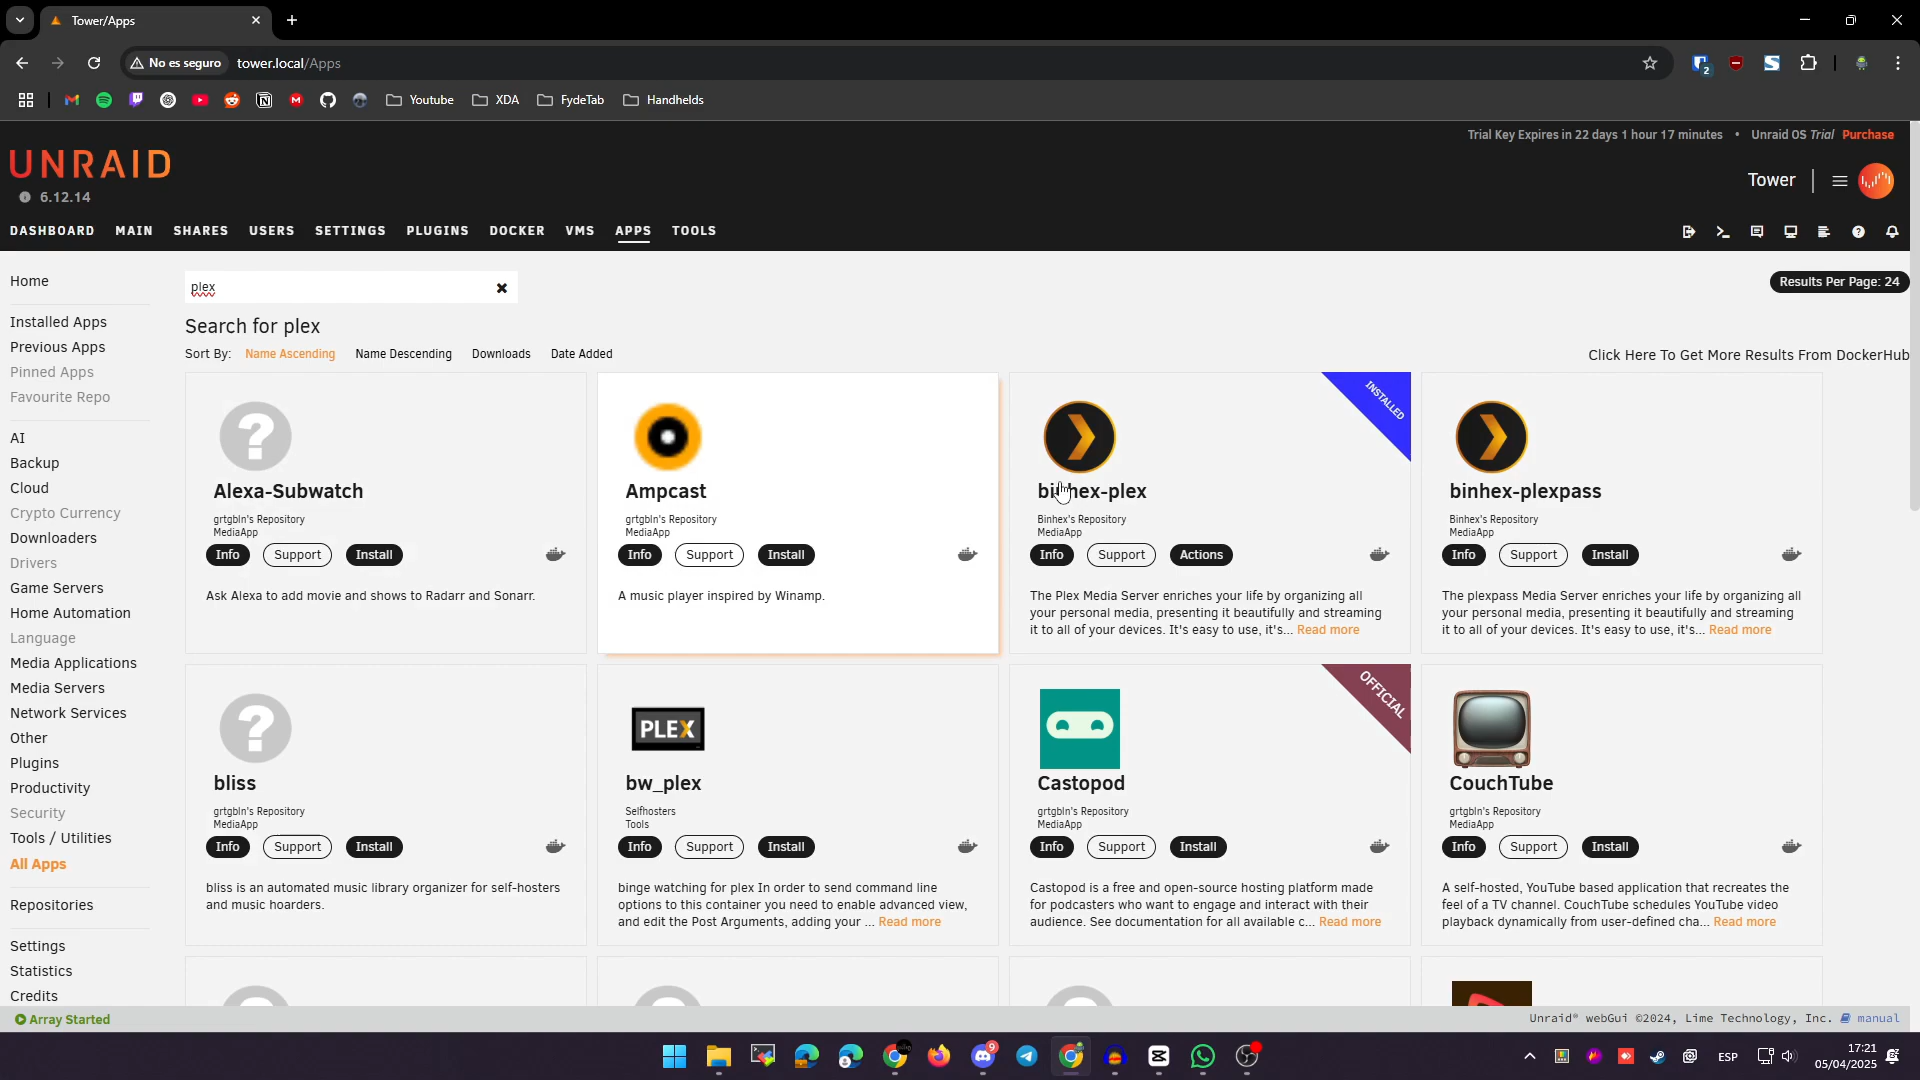 Tower/Apps
No es seguro
tower.local/Apps
2
Youtube
XDA
FydeTab
Handhelds
Trial Key Expires in 22 days 1 hour 17 minutes • Unraid OS Trial Purchase
UNRAID
6.12.14
Tower
DASHBOARD MAIN SHARES USERS SETTINGS PLUGINS DOCKER VMS APPS TOOLS
Home
Installed Apps
Previous Apps
Pinned Apps
Favourite Repo
AI
Backup
Cloud
Crypto Currency
Downloaders
Drivers
Game Servers
Home Automation
Language
Media Applications
Media Servers
Network Services
Other
Plugins
Productivity
Security
Tools / Utilities
All Apps
Repositories
Settings
Statistics
Credits
plex
Results Per Page: 24
Search for plex
Sort By: Name Ascending Name Descending Downloads Date Added
Click Here To Get More Results From DockerHub
Alexa-Subwatch
grtgbln's Repository
MediaApp
Info Support Install
Ask Alexa to add movie and shows to Radarr and Sonarr.
Ampcast
grtgbln's Repository
MediaApp
Info Support Install
A music player inspired by Winamp.
INSTALLED
binhex-plex
Binhex's Repository
MediaApp
Info Support Actions
The Plex Media Server enriches your life by organizing all
your personal media, presenting it beautifully and streaming
it to all of your devices. It's easy to use, it's... Read more
binhex-plexpass
Binhex's Repository
MediaApp
Info Support Install
The plexpass Media Server enriches your life by organizing all
your personal media, presenting it beautifully and streaming
it to all of your devices. It's easy to use, it's... Read more
bliss
grtgbln's Repository
MediaApp
Info Support Install
bliss is an automated music library organizer for self-hosters
and music hoarders.
PLEX
bw_plex
Selfhosters
Tools
Info Support Install
binge watching for plex In order to send command line
options to this container you need to enable advanced view,
and edit the Post Arguments, adding your ... Read more
OFFICIAL
Castopod
grtgbln's Repository
MediaApp
Info Support Install
Castopod is a free and open-source hosting platform made
for podcasters who want to engage and interact with their
audience. See documentation for all available c... Read more
CouchTube
grtgbln's Repository
MediaApp
Info Support Install
A self-hosted, YouTube based application that recreates the
feel of a TV channel. CouchTube schedules YouTube video
playback dynamically from user-defined cha... Read more
Array Started
Unraid® webGui ©2024, Lime Technology, Inc. manual
9
ESP
17:21
05/04/2025